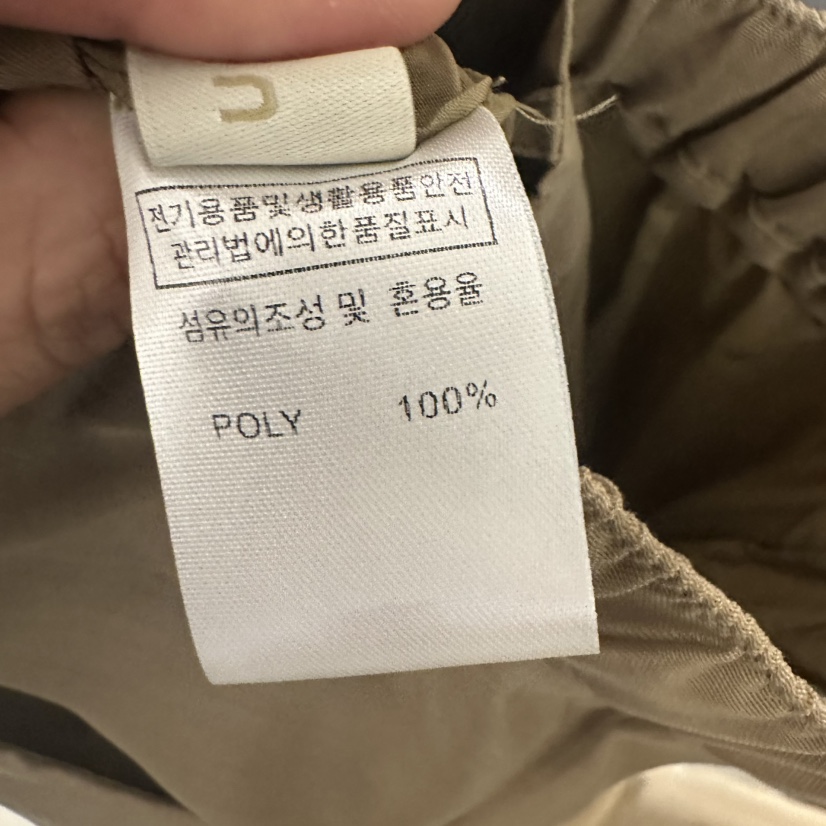 전기용품및생활용품안전
관리법에의한품질표시
섬유의조성 및 혼용율
POLY 100%